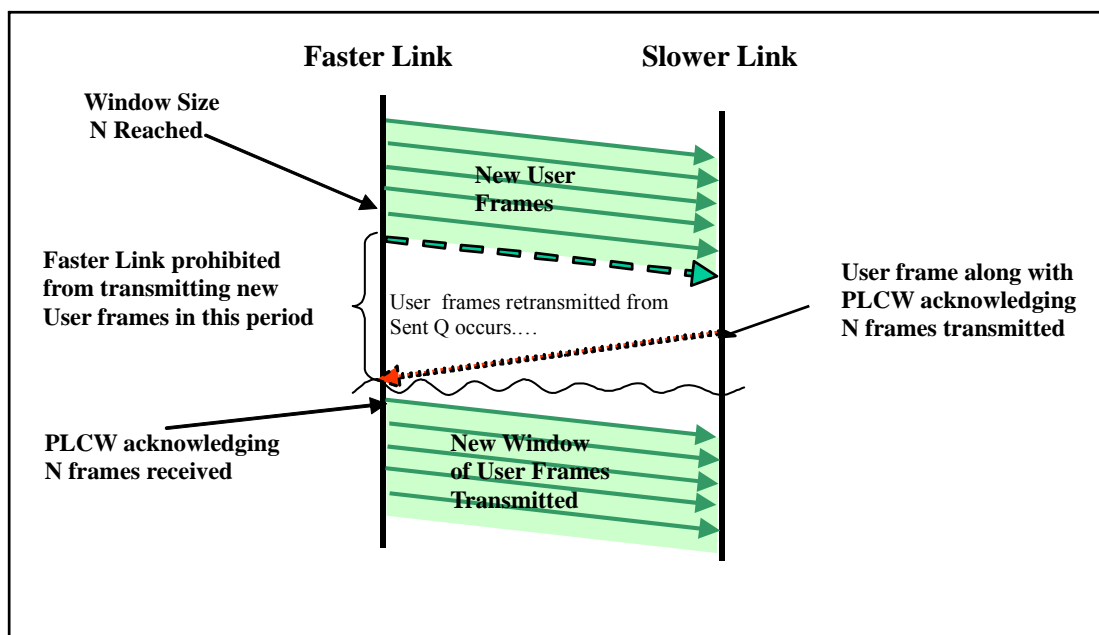 Faster Link
Slower Link
Window Size
N Reached
New User
Frames
Faster Link prohibited
from transmitting new
User frames in this period
User frames retransmitted from
Sent Q occurs.…
User frame along with
PLCW acknowledging
N frames transmitted
PLCW acknowledging
N frames received
New Window
of User Frames
Transmitted